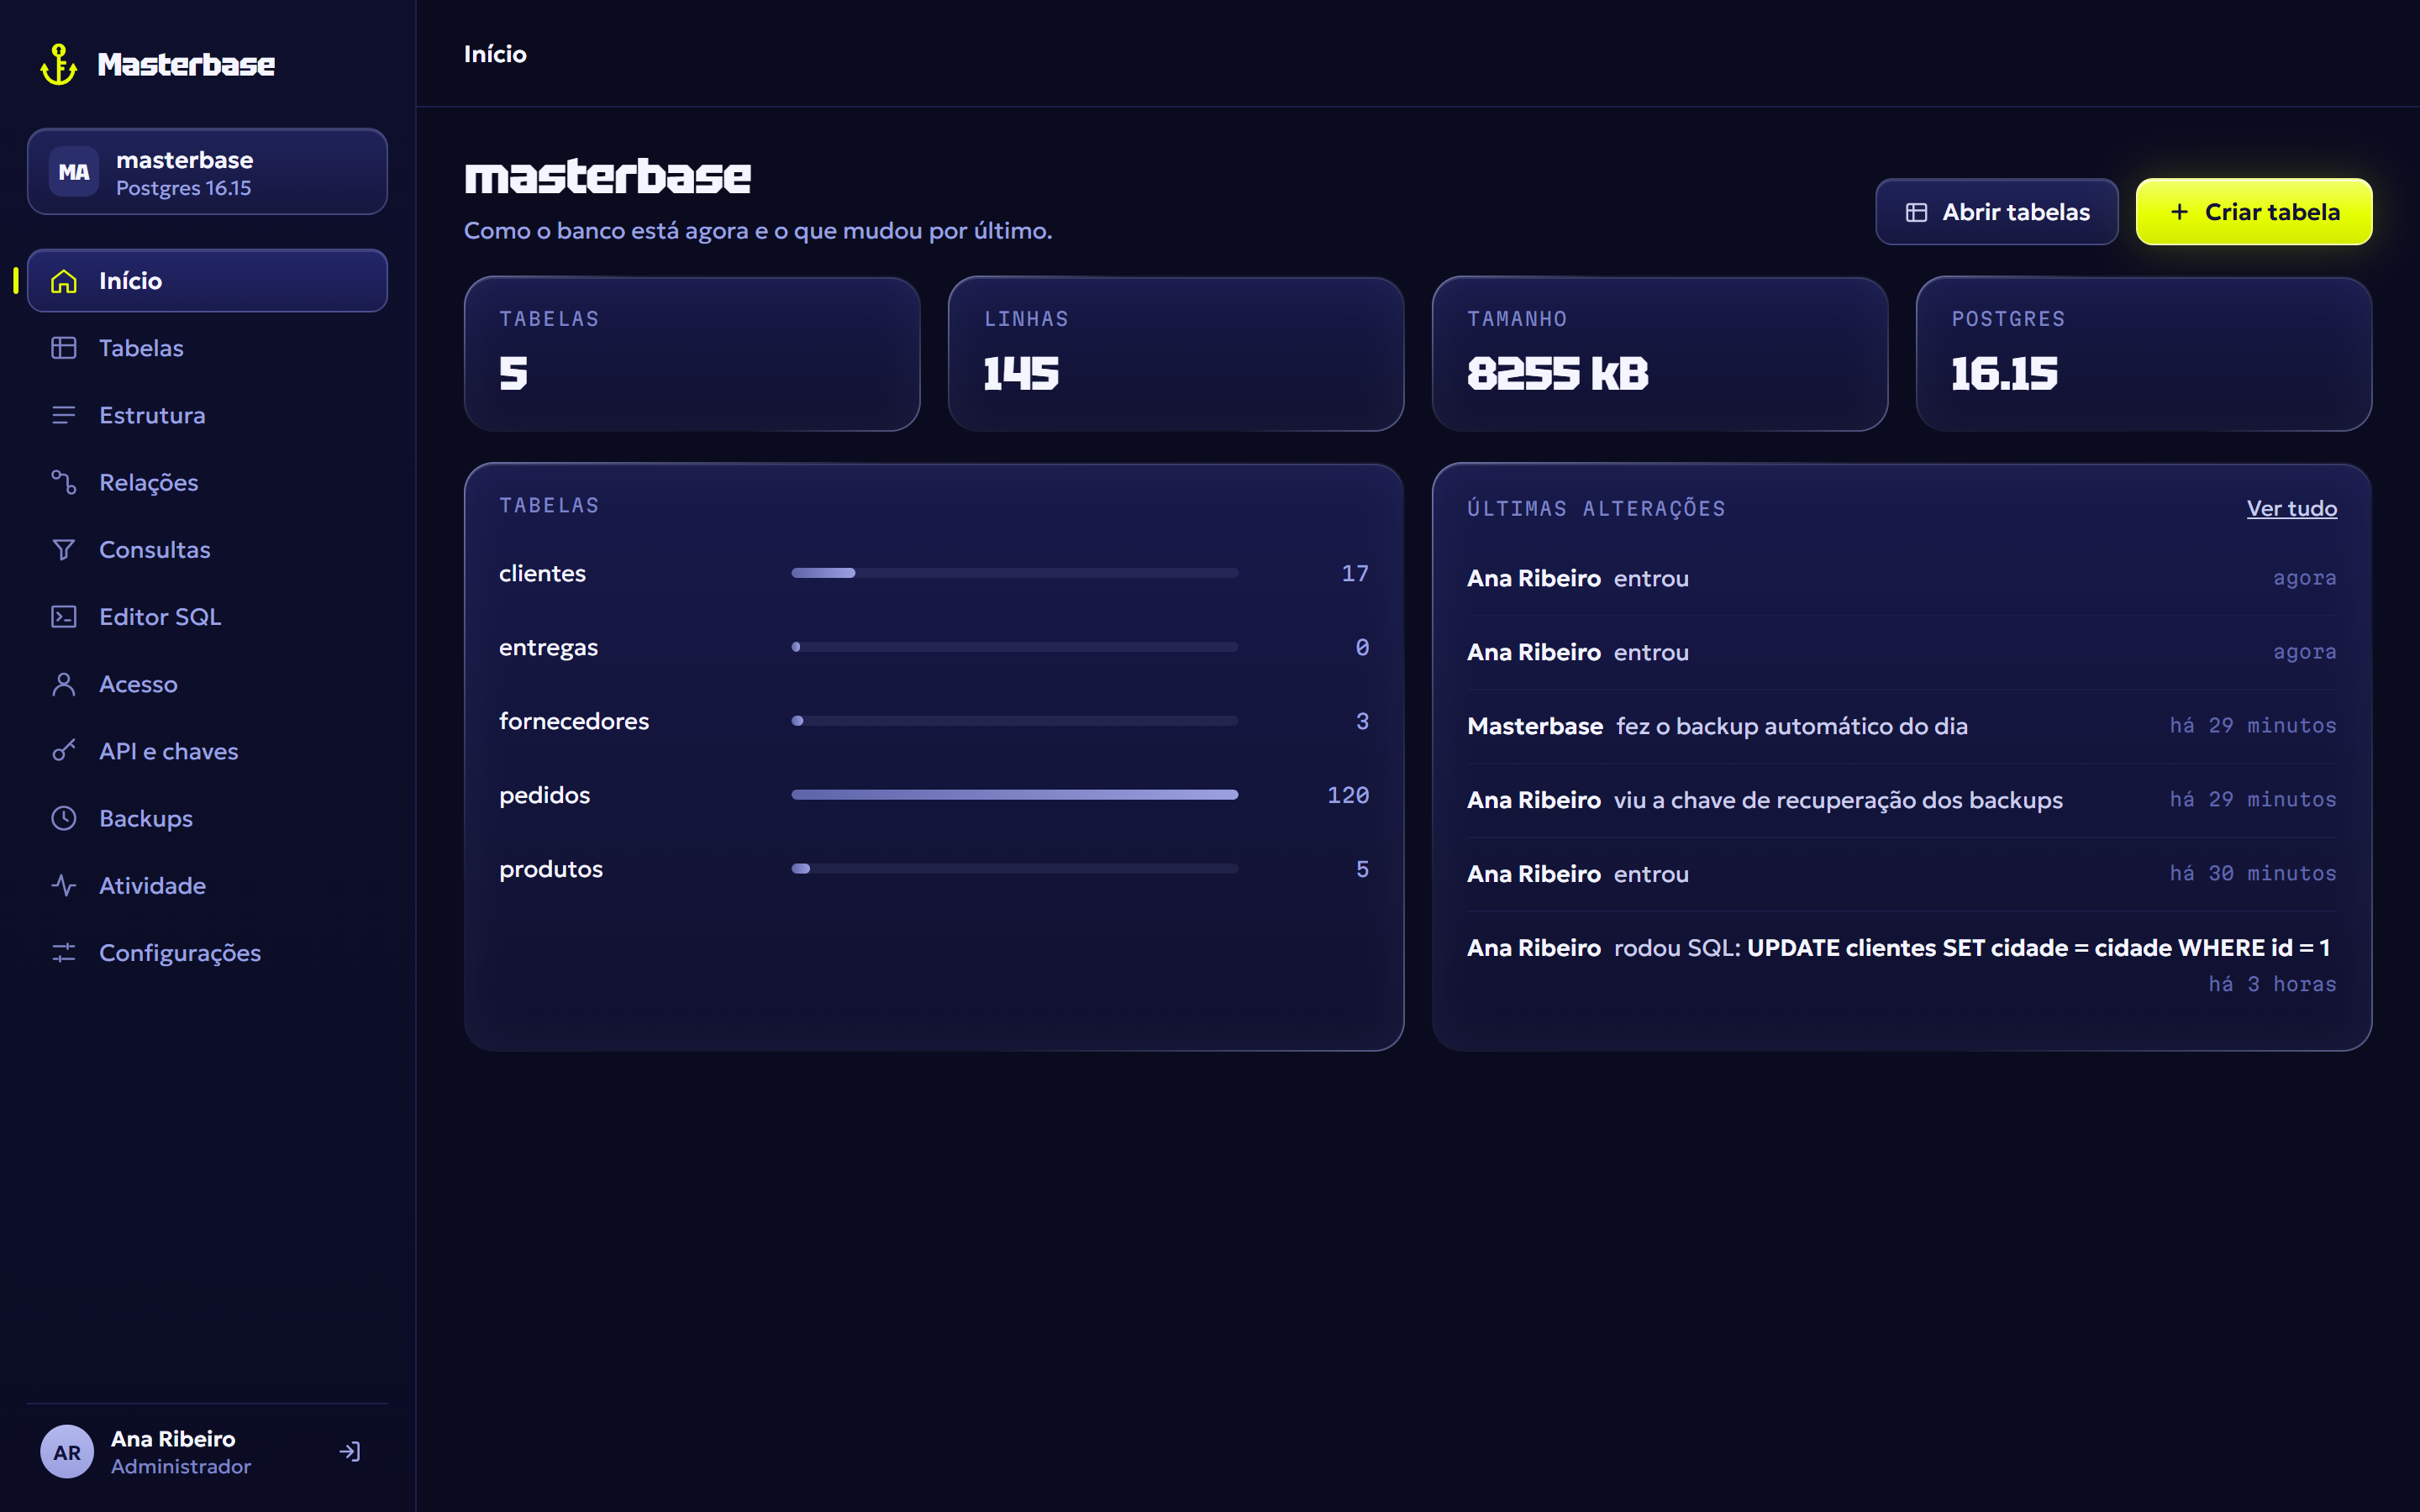 Masterbase
MA
masterbase
Postgres 16.15
Início
Tabelas
Estrutura
Relações
Consultas
Editor SQL
Acesso
API e chaves
Backups
Atividade
Configurações
AR
Ana Ribeiro
Administrador
Início
masterbase
Como o banco está agora e o que mudou por último.
Abrir tabelas
+ Criar tabela
TABELAS
5
LINHAS
145
TAMANHO
8255 kB
POSTGRES
16.15
TABELAS
clientes 17
entregas 0
fornecedores 3
pedidos 120
produtos 5
ÚLTIMAS ALTERAÇÕES Ver tudo
Ana Ribeiro entrou agora
Ana Ribeiro entrou agora
Masterbase fez o backup automático do dia há 29 minutos
Ana Ribeiro viu a chave de recuperação dos backups há 29 minutos
Ana Ribeiro entrou há 30 minutos
Ana Ribeiro rodou SQL: UPDATE clientes SET cidade = cidade WHERE id = 1
há 3 horas